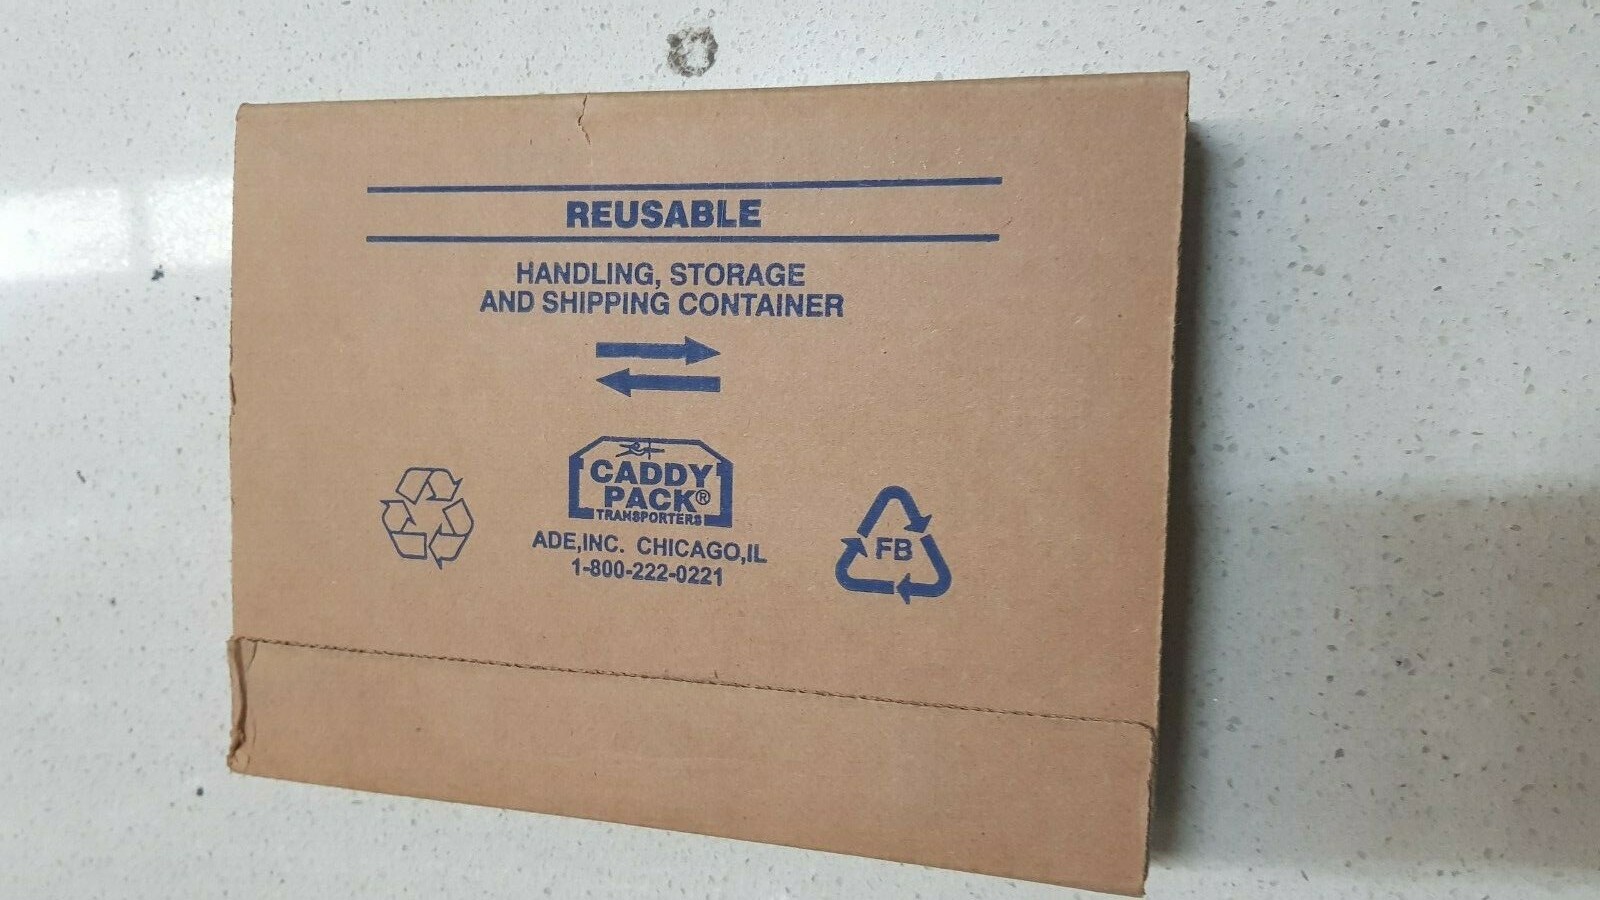 REUSABLE
HANDLING, STORAGE
AND SHIPPING CONTAINER
CADDY
PACK®
TRANSPORTERS
ADE,INC. CHICAGO,IL
1-800-222-0221
FB